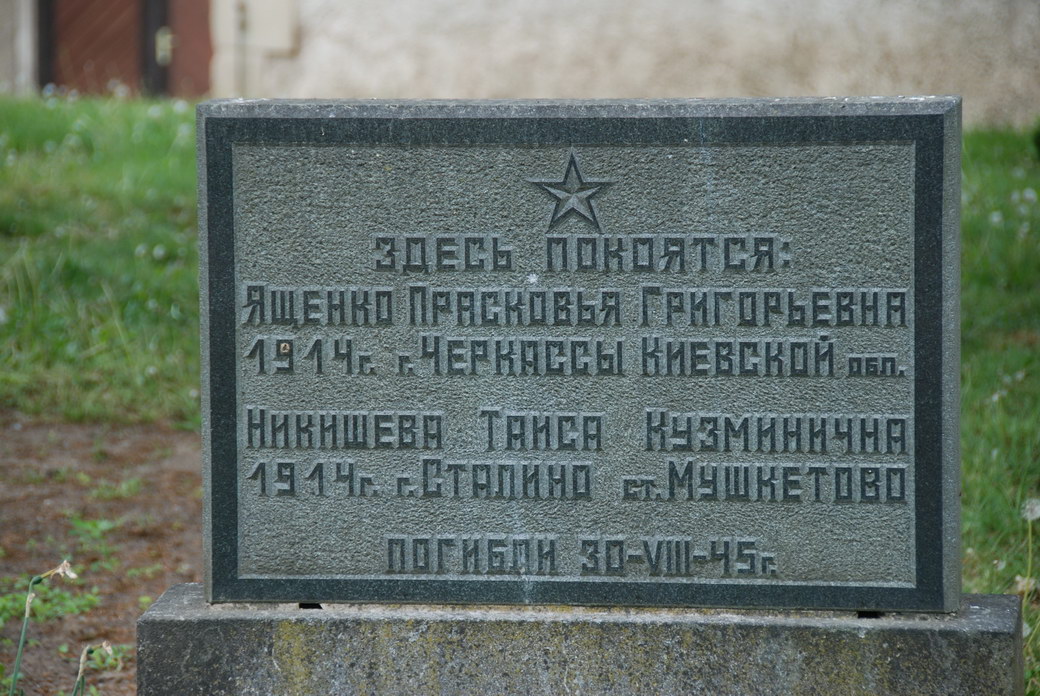 ЗДЕСЬ ПОКОЯТСЯ:
ЯЩЕНКО ПРАСКОВЬЯ ГРИГОРЬЕВНА
1914г. г.ЧЕРКАССЫ КИЕВСКОЙ ОБЛ.
НИКИШЕВА ТАИСА КУЗМИНИЧНА
1914г. г.СТАЛИНО СТ.МУШКЕТОВО
ПОГИБЛИ 30-VIII-45г.